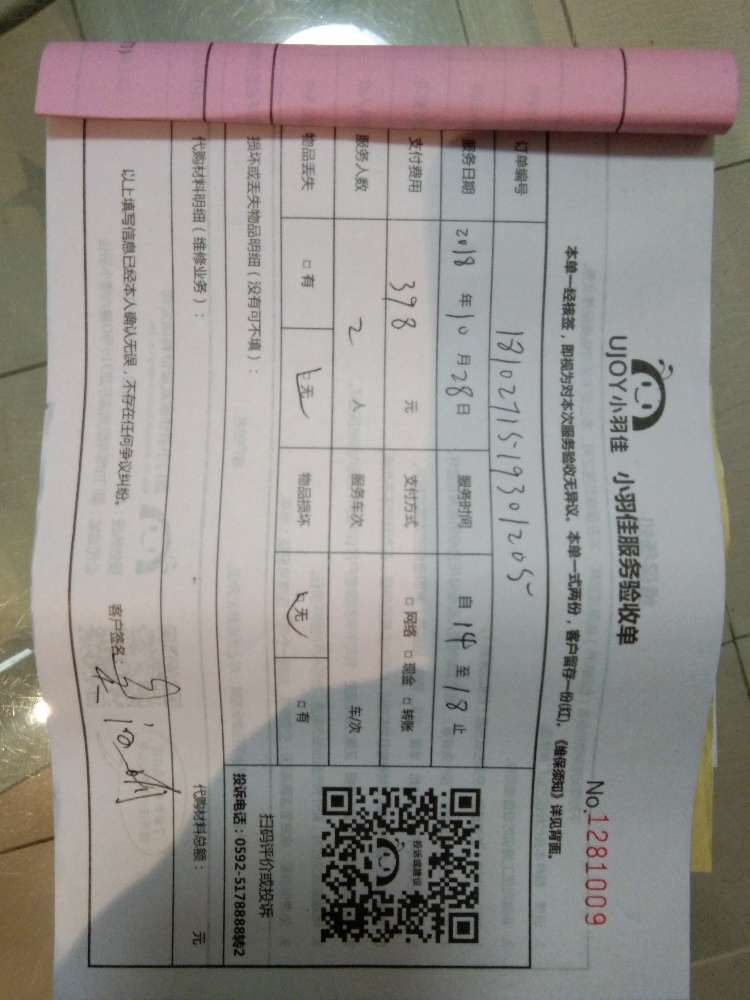 UJOY小羽佳 小羽佳服务验收单
No.1281009
本单一经核签，即视为对本次服务验收无异议。本单一式两份，客户留存一份(红)，《维保须知》详见背面。
订单编号 1810271519301205
服务日期 2018 年 10 月 28 日 服务时间 自 14 至 18 止
支付费用 398 元 支付方式 □ 网络 □ 现金 □ 转账
服务人数 2 人 服务车次 车/次
物品丢失 □ 有 □ 无 物品损坏 □ 无 □ 有
损坏或丢失物品明细（没有可不填）：
投诉或建议
扫码评价或投诉
投诉电话：0592-5178888转2
代购材料明细（维修业务）： 代购材料总额： 元
以上填写信息已经本人确认无误，不存在任何争议纠纷。 客户签名：